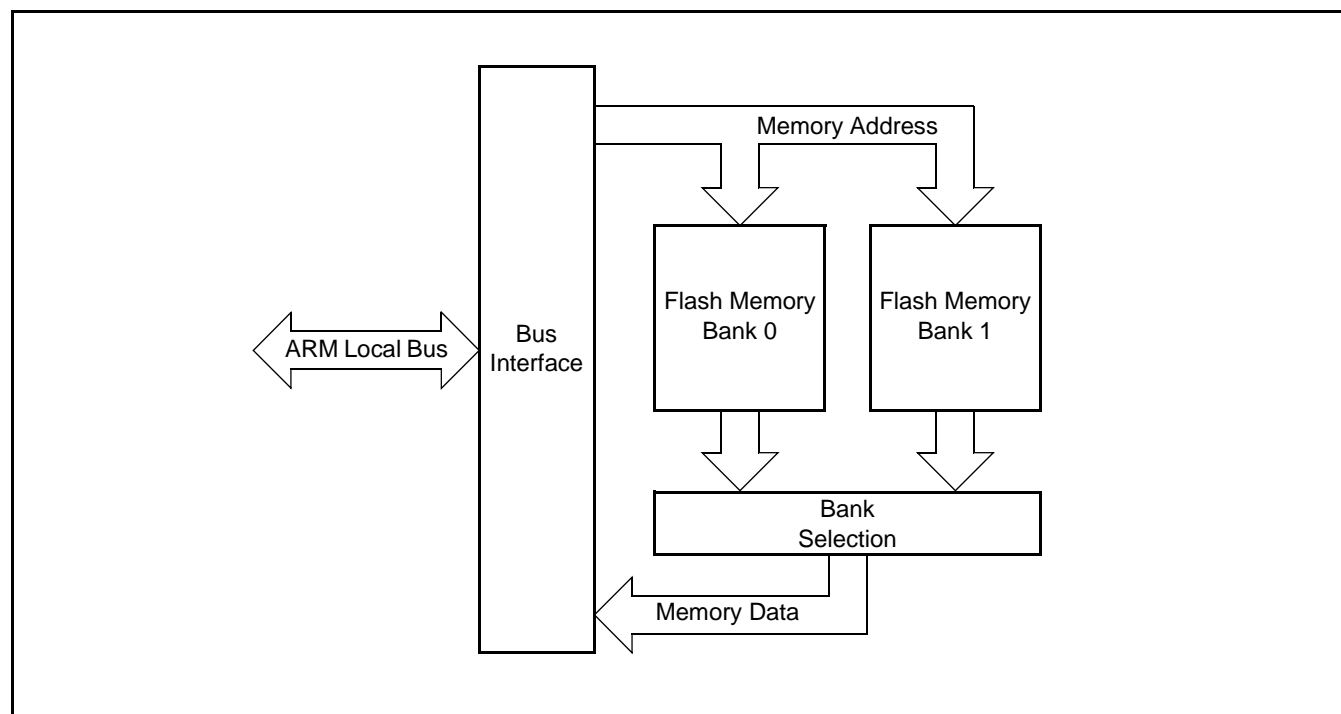 Memory Address
Flash Memory
Bank 0
Flash Memory
Bank 1
ARM Local Bus
Bus
Interface
Bank
Selection
Memory Data